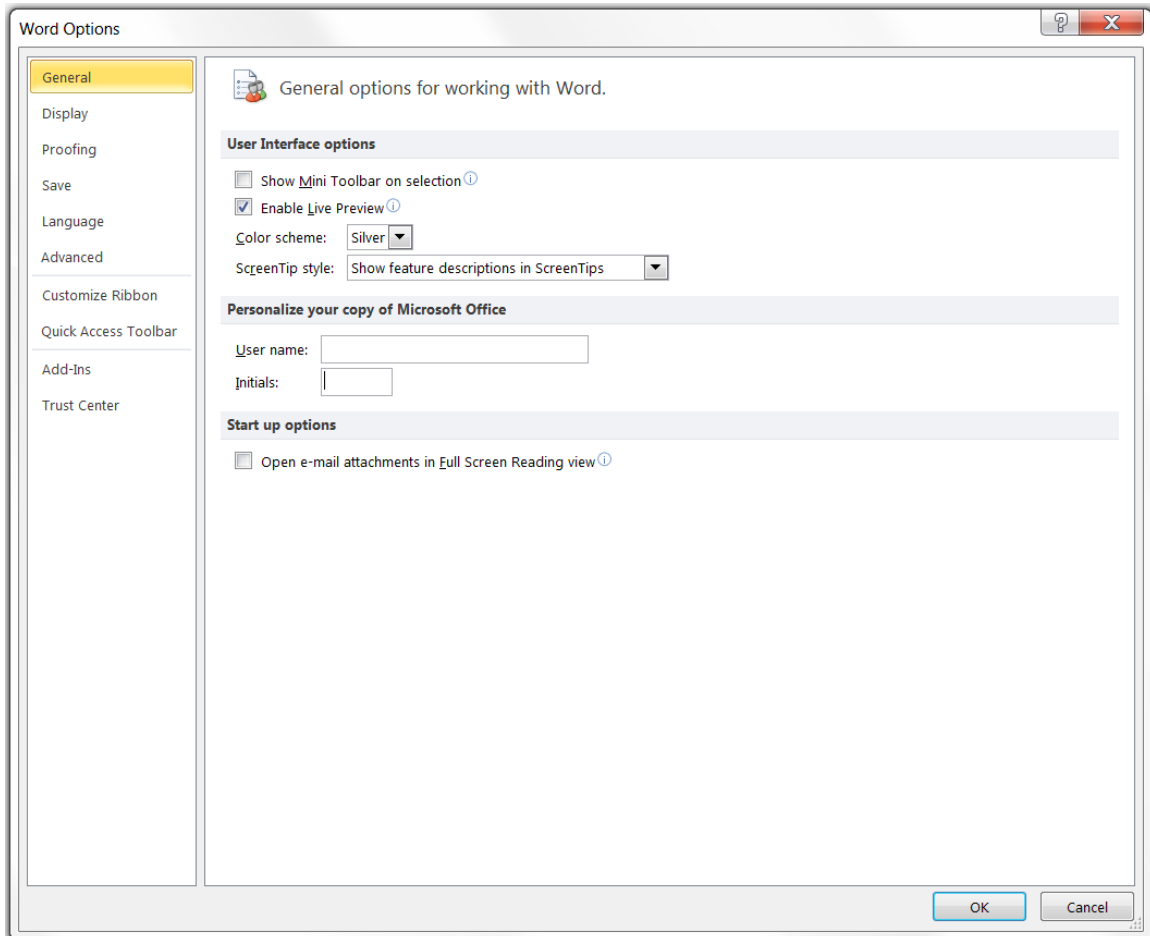 Word Options
General
Display
Proofing
Save
Language
Advanced
Customize Ribbon
Quick Access Toolbar
Add-Ins
Trust Center
General options for working with Word.
User Interface options
Show Mini Toolbar on selection
Enable Live Preview
Color scheme: Silver
ScreenTip style: Show feature descriptions in ScreenTips
Personalize your copy of Microsoft Office
User name:
Initials:
Start up options
Open e-mail attachments in Full Screen Reading view
OK Cancel